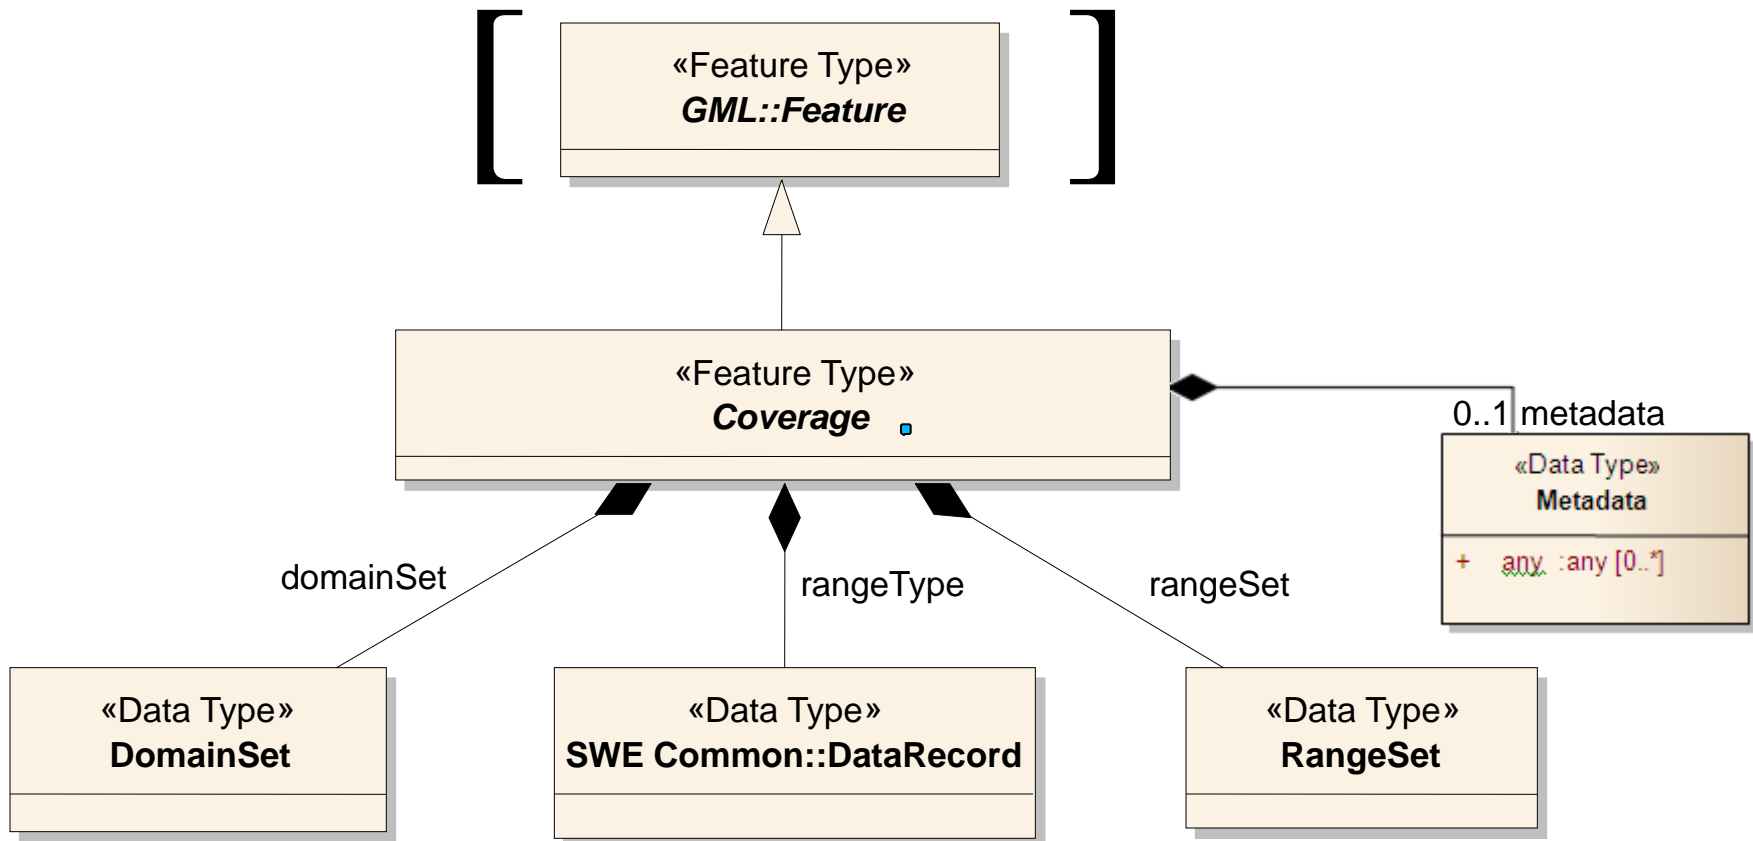 «Feature Type»
GML::Feature
«Feature Type»
Coverage
0..1 metadata
«Data Type»
Metadata
+ any :any [0..*]
domainSet
rangeType
rangeSet
«Data Type»
DomainSet
«Data Type»
SWE Common::DataRecord
«Data Type»
RangeSet